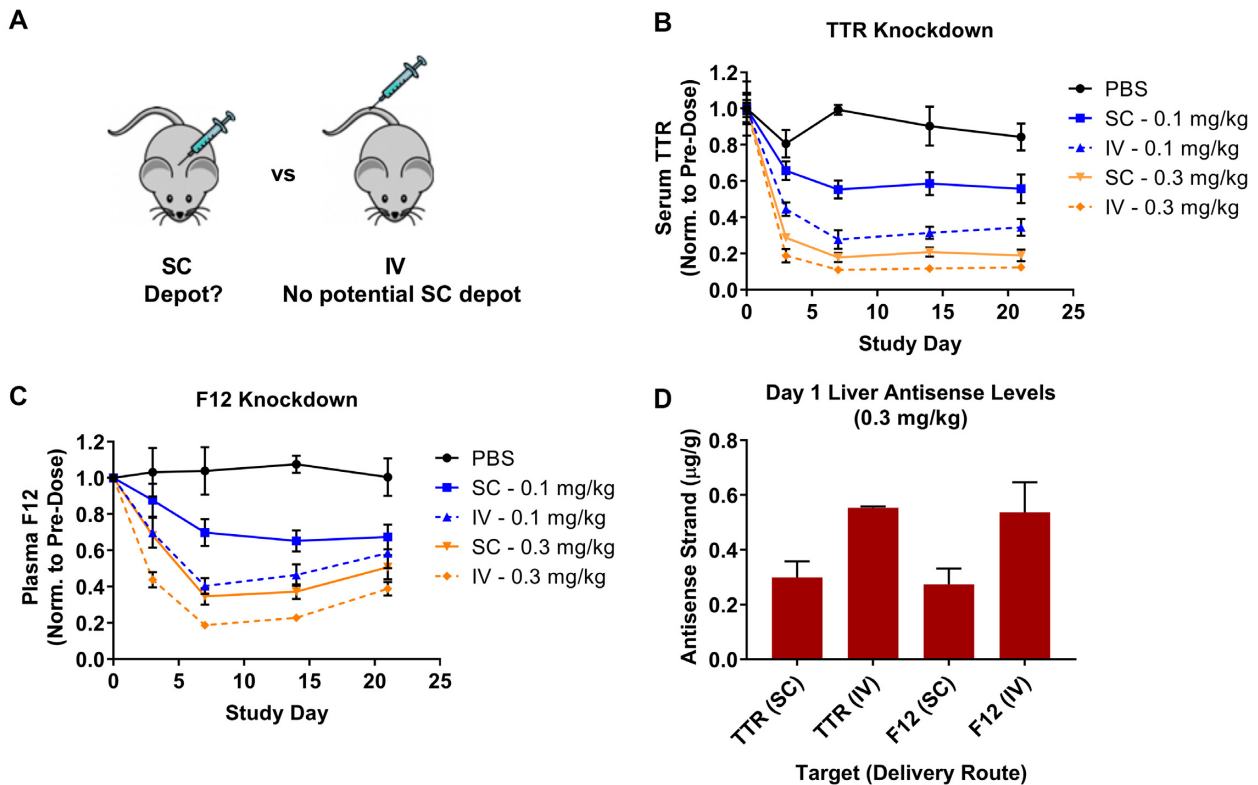 A
vs
SC
Depot?
IV
No potential SC depot
B
TTR Knockdown
Serum TTR
(Norm. to Pre-Dose)
1.2
1.0
0.8
0.6
0.4
0.2
0.0
0 5 10 15 20 25
Study Day
PBS
SC - 0.1 mg/kg
IV - 0.1 mg/kg
SC - 0.3 mg/kg
IV - 0.3 mg/kg
C
F12 Knockdown
Plasma F12
(Norm. to Pre-Dose)
1.2
1.0
0.8
0.6
0.4
0.2
0.0
0 5 10 15 20 25
Study Day
PBS
SC - 0.1 mg/kg
IV - 0.1 mg/kg
SC - 0.3 mg/kg
IV - 0.3 mg/kg
D
Day 1 Liver Antisense Levels
(0.3 mg/kg)
Antisense Strand (μg/g)
0.8
0.6
0.4
0.2
0.0
TTR (SC)
TTR (IV)
F12 (SC)
F12 (IV)
Target (Delivery Route)